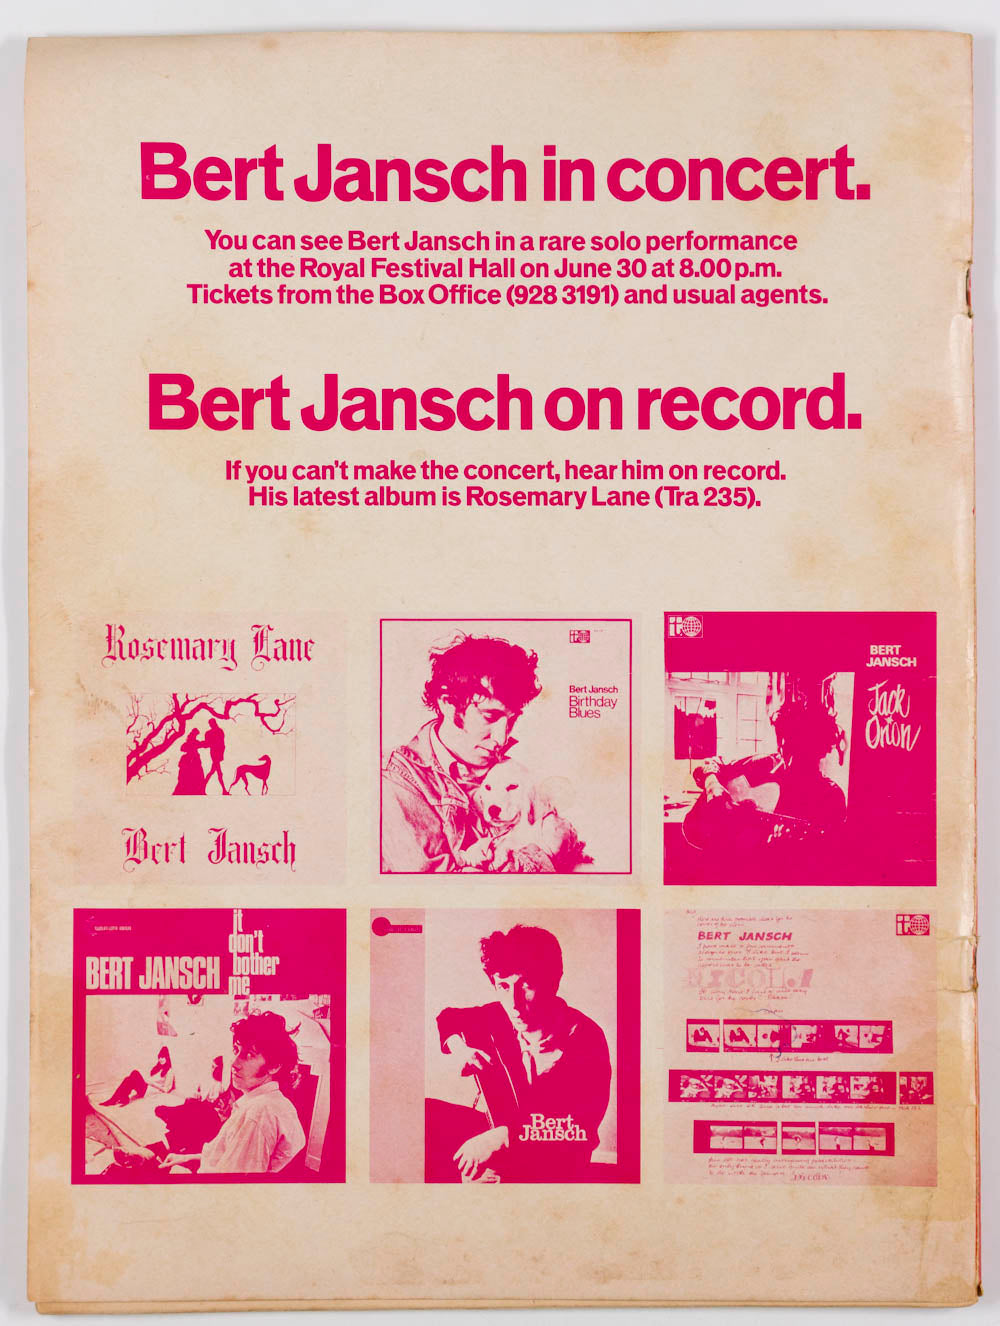 Bert Jansch in concert.
You can see Bert Jansch in a rare solo performance
at the Royal Festival Hall on June 30 at 8.00 p.m.
Tickets from the Box Office (928 3191) and usual agents.
Bert Jansch on record.
If you can't make the concert, hear him on record.
His latest album is Rosemary Lane (Tra 235).
Rosemary Lane
Bert Jansch
Bert Jansch
Birthday
Blues
BERT
JANSCH
Jack
Orion
BERT JANSCH
it
don't
bother
me
Bert
Jansch
BERT JANSCH